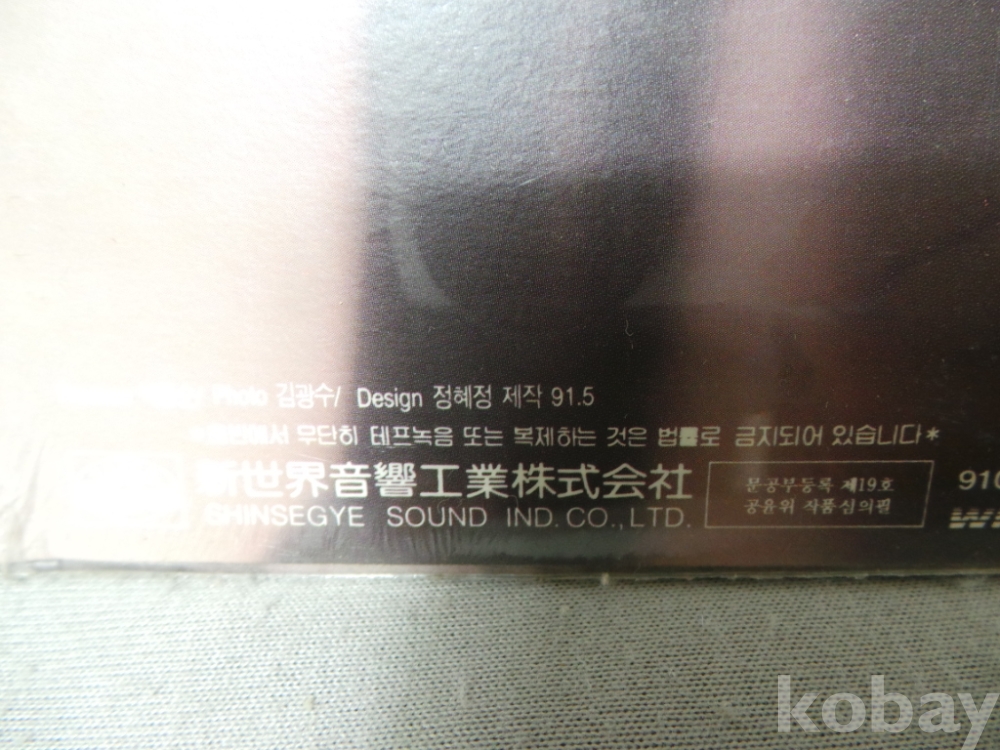 Photo 김광수/ Design 정혜정 제작 91.5
무단히 테프녹음 또는 복제하는 것은 법률로 금지되어 있습니다*
新世界音響工業株式会社
SHINSEGYE SOUND IND. CO., LTD.
문공부등록 제19호
공윤위 작품심의필
910
kobay